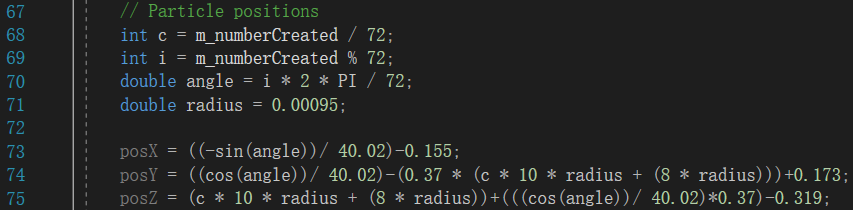 67 // Particle positions
68 int c = m_numberCreated / 72;
69 int i = m_numberCreated % 72;
70 double angle = i * 2 * PI / 72;
71 double radius = 0.00095;
72
73 posX = ((-sin(angle))/ 40.02)-0.155;
74 posY = ((cos(angle))/ 40.02)-(0.37 * (c * 10 * radius + (8 * radius)))+0.173;
75 posZ = (c * 10 * radius + (8 * radius))+(((cos(angle))/ 40.02)*0.37)-0.319;